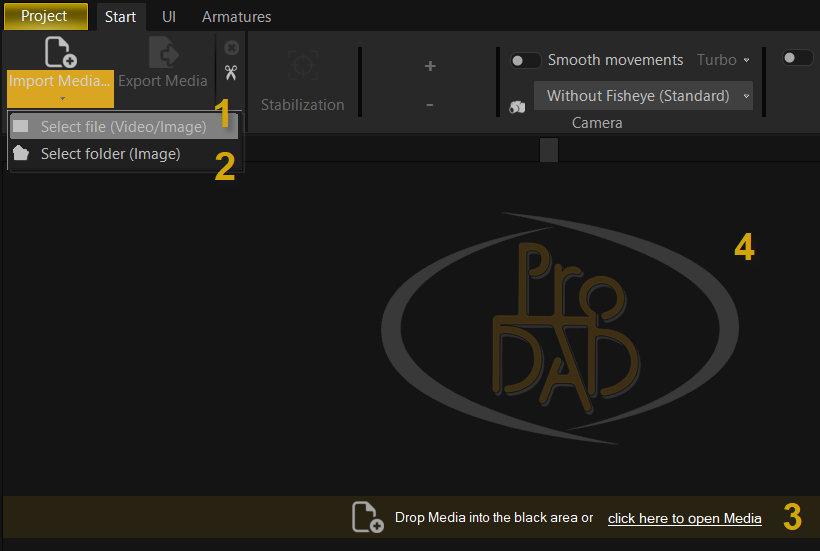 Project Start UI Armatures
Import Media... Export Media
Stabilization
+
-
Smooth movements Turbo
Without Fisheye (Standard)
Camera
Select file (Video/Image) 1
Select folder (Image) 2
4
Pro
DAD
Drop Media into the black area or click here to open Media 3